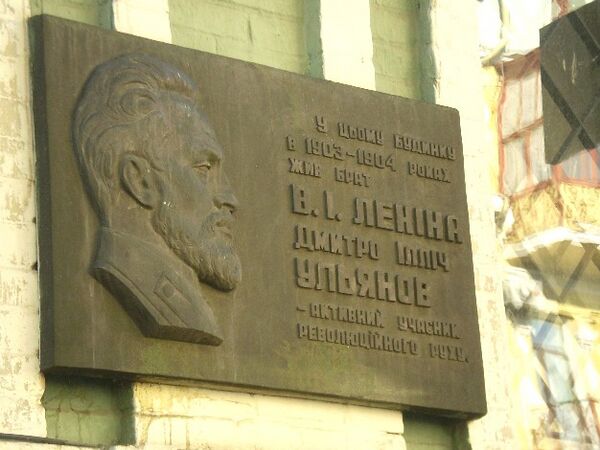 У ЦЬОМУ БУДИНКУ
В 1903-1904 РОКАХ
ЖИВ БРАТ
В. І. ЛЕНІНА
ДМИТРО ІЛЛІЧ
УЛЬЯНОВ
-АКТИВНИЙ УЧАСНИК
РЕВОЛЮЦІЙНОГО РУХУ.